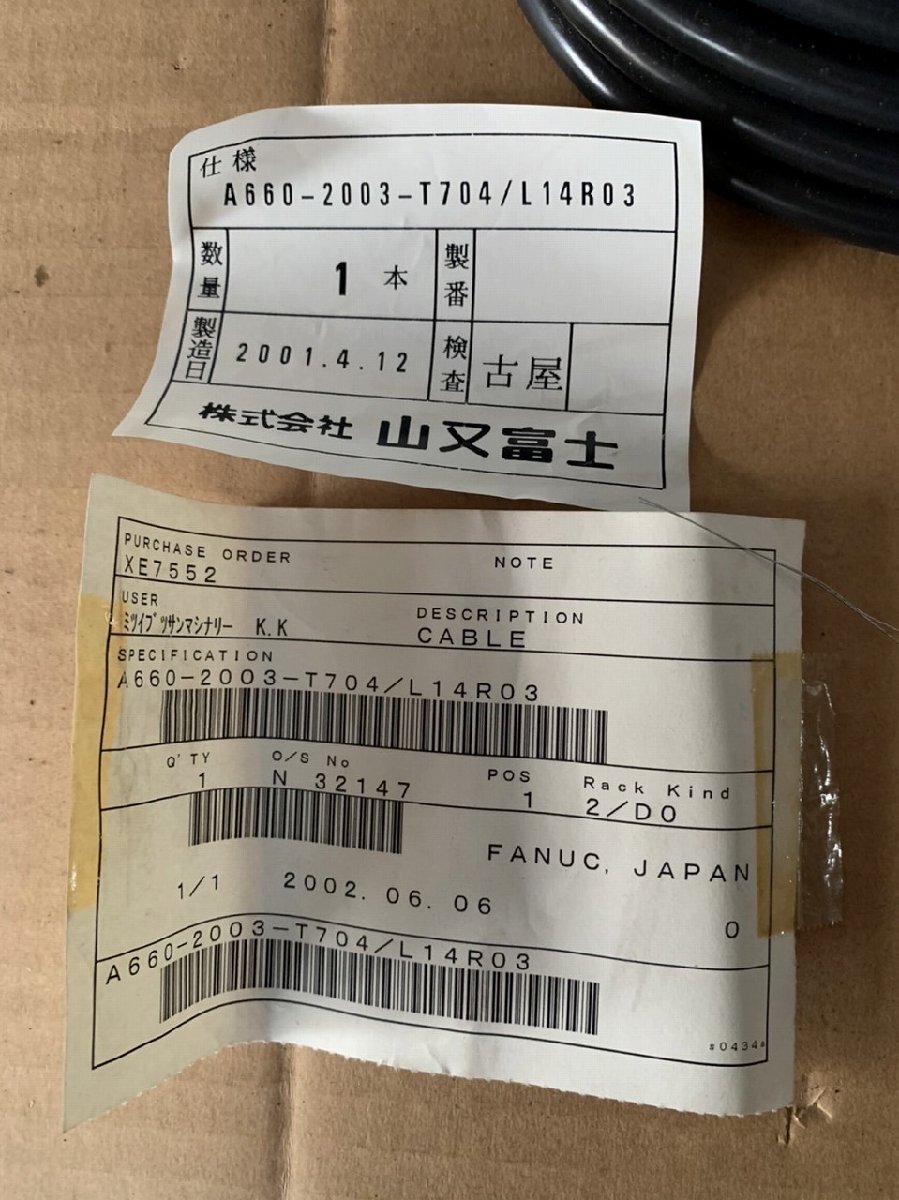 仕様
A660-2003-T704/L14R03
数量 1 本 製番
製造日 2001.4.12 検査 古屋
株式会社 山又富士
PURCHASE ORDER NOTE
XE7552
USER DESCRIPTION
ミツイブツサンマシナリー K.K CABLE
SPECIFICATION
A660-2003-T704/L14R03
Q'TY O/S No POS Rack Kind
1 N 32147 1 2/D0
FANUC, JAPAN
1/1 2002.06.06 0
A660-2003-T704/L14R03